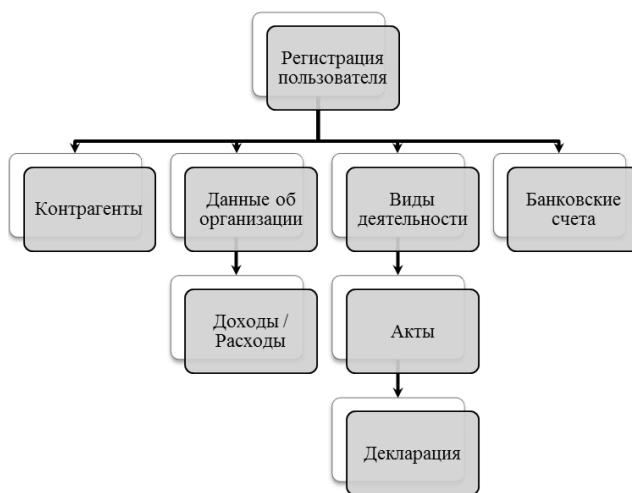 Регистрация
пользователя
Контрагенты
Данные об
организации
Виды
деятельности
Банковские
счета
Доходы /
Расходы
Акты
Декларация